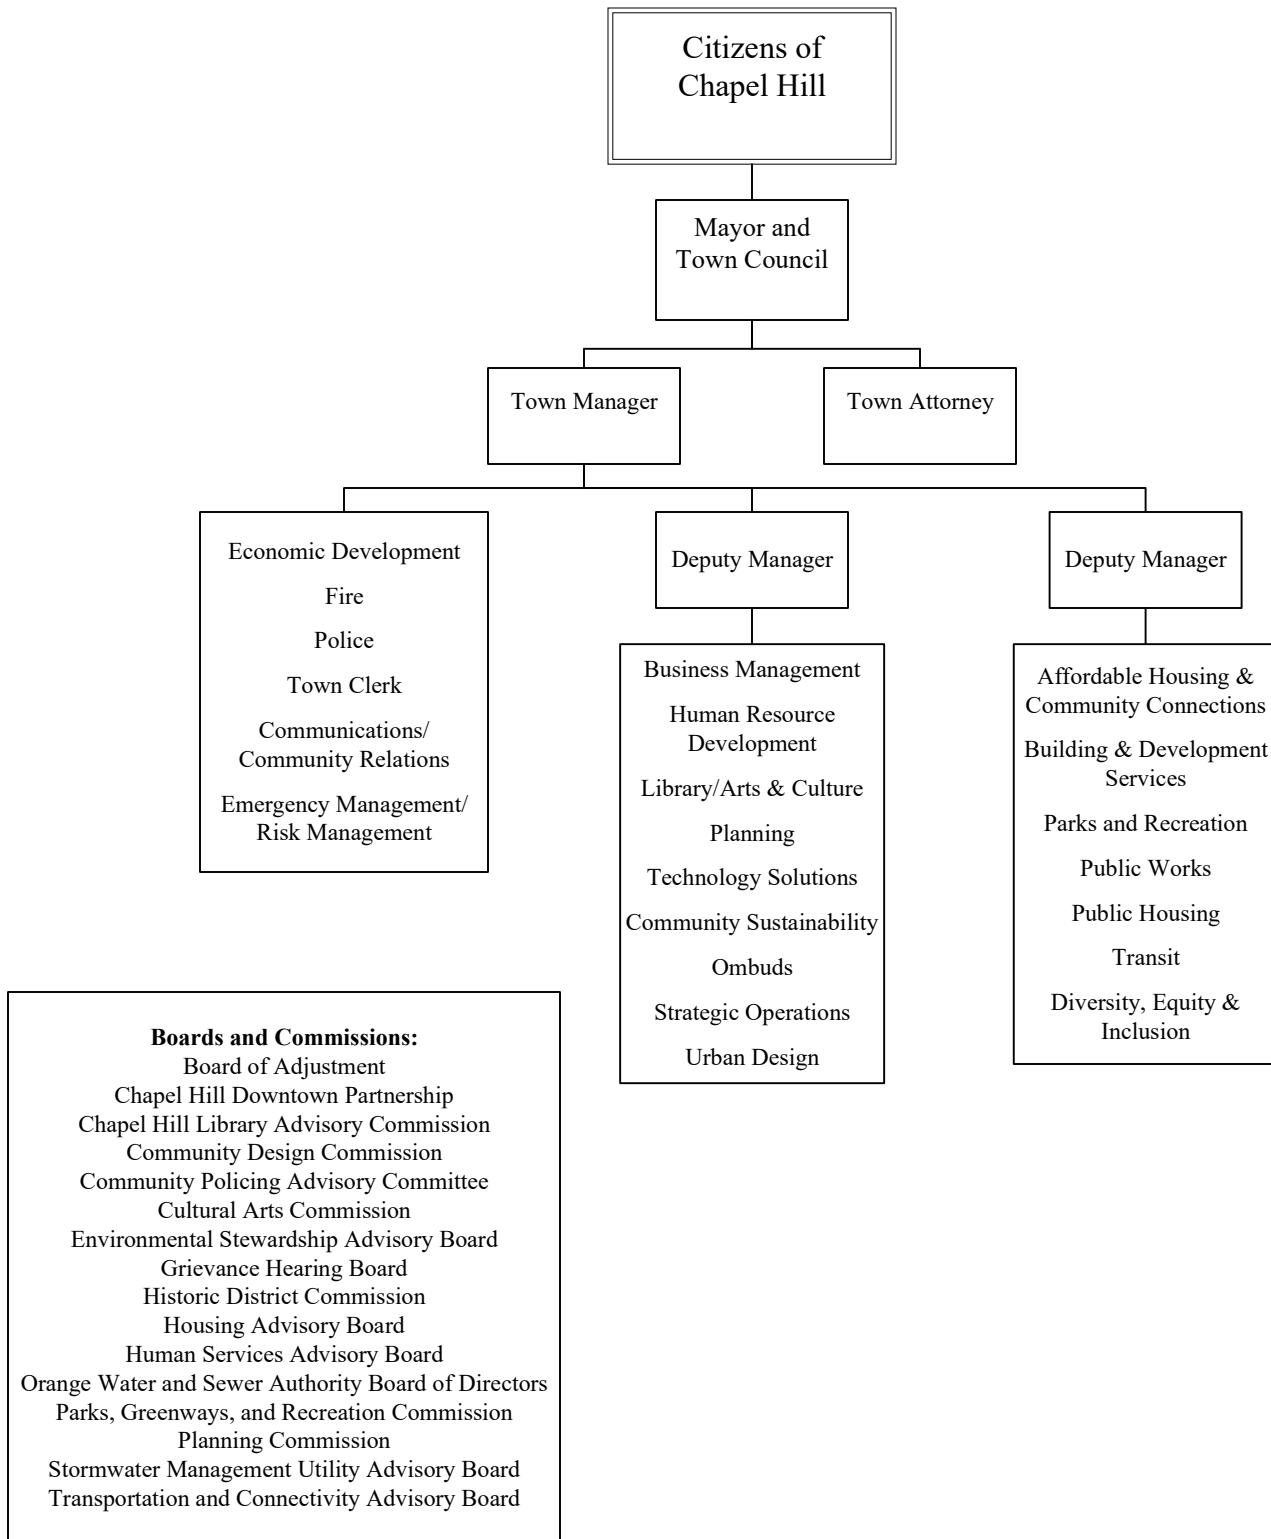 Citizens of
Chapel Hill
Mayor and
Town Council
Town Manager
Town Attorney
Economic Development
Fire
Police
Town Clerk
Communications/
Community Relations
Emergency Management/
Risk Management
Deputy Manager
Business Management
Human Resource
Development
Library/Arts & Culture
Planning
Technology Solutions
Community Sustainability
Ombuds
Strategic Operations
Urban Design
Deputy Manager
Affordable Housing &
Community Connections
Building & Development
Services
Parks and Recreation
Public Works
Public Housing
Transit
Diversity, Equity &
Inclusion
Boards and Commissions:
Board of Adjustment
Chapel Hill Downtown Partnership
Chapel Hill Library Advisory Commission
Community Design Commission
Community Policing Advisory Committee
Cultural Arts Commission
Environmental Stewardship Advisory Board
Grievance Hearing Board
Historic District Commission
Housing Advisory Board
Human Services Advisory Board
Orange Water and Sewer Authority Board of Directors
Parks, Greenways, and Recreation Commission
Planning Commission
Stormwater Management Utility Advisory Board
Transportation and Connectivity Advisory Board